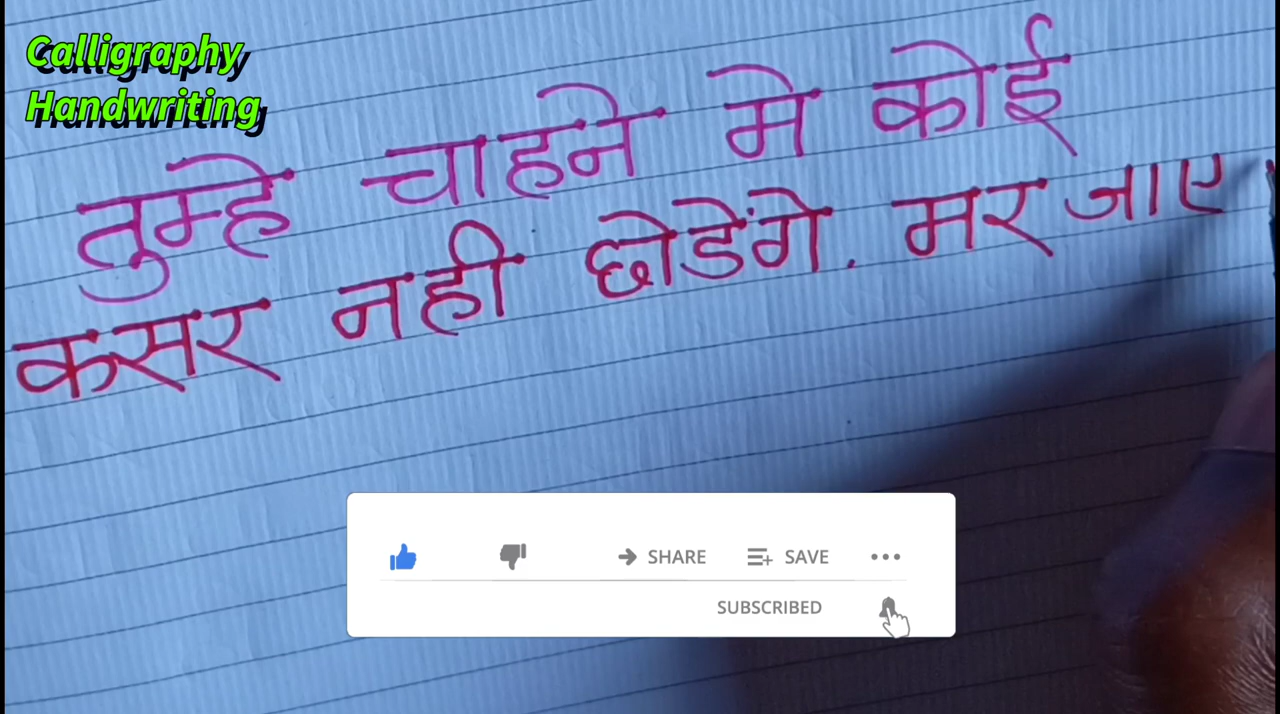 Calligraphy
Handwriting
तुम्हे चाहने मे कोई
कसर नही छोडेंगे. मर जाए
SHARE
SAVE
SUBSCRIBED